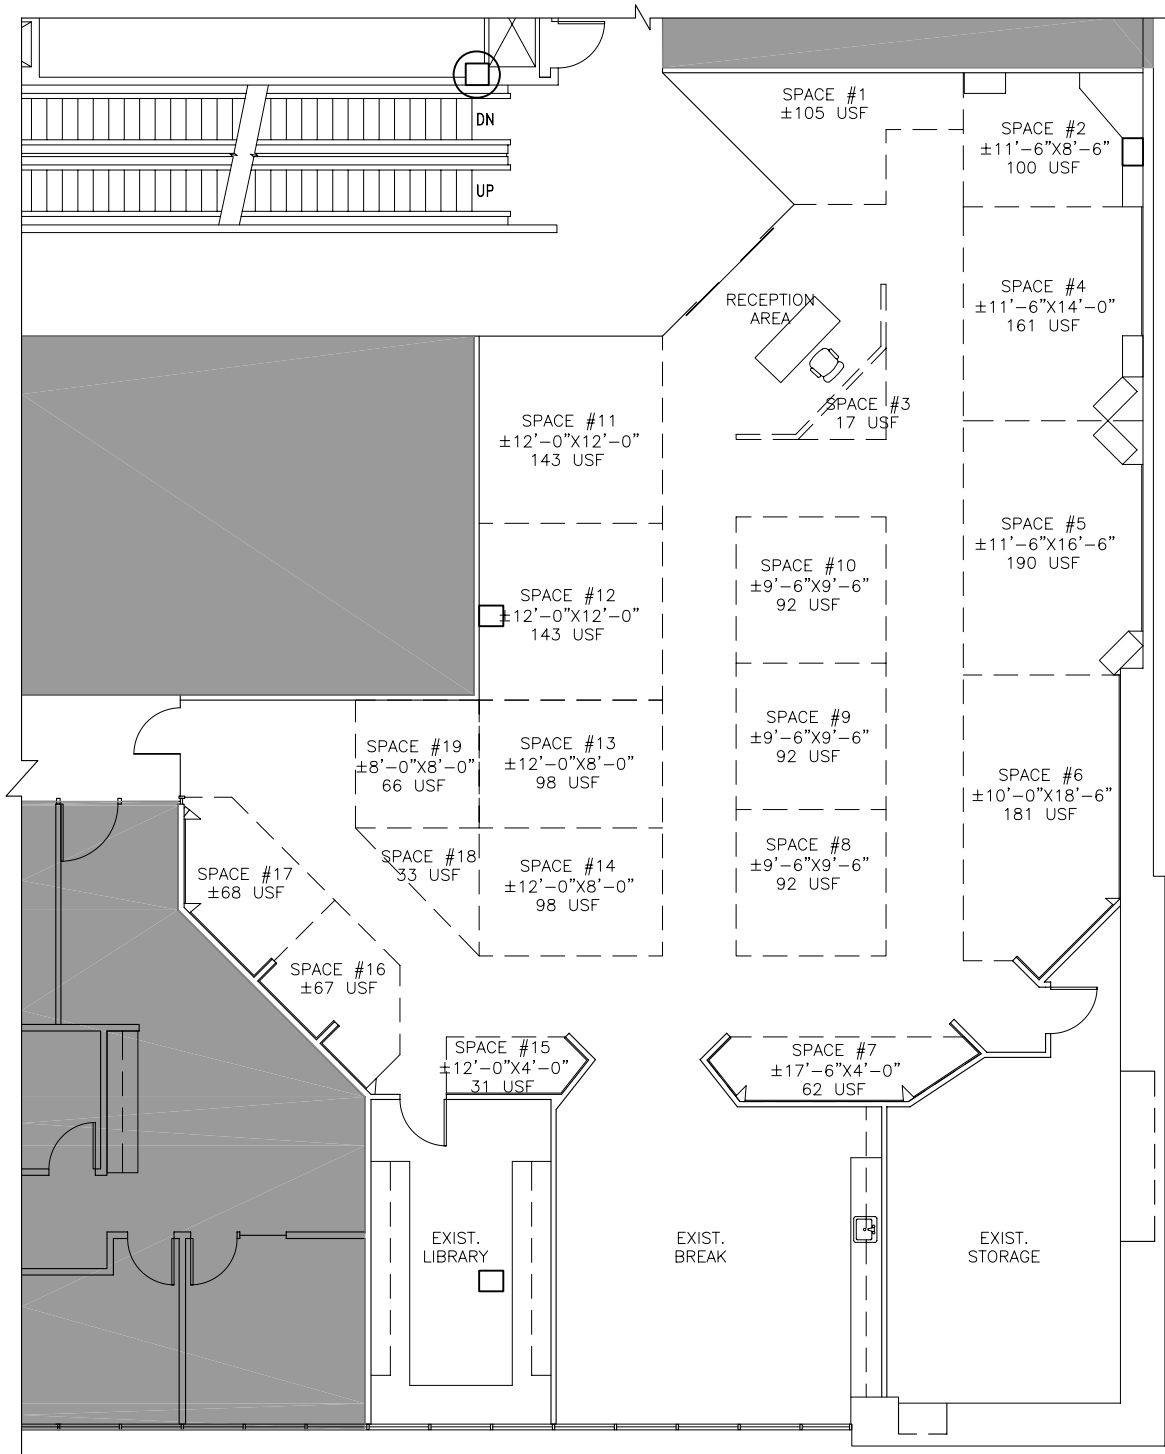 DN
UP
SPACE #1
±105 USF
SPACE #2
±11'-6"X8'-6"
100 USF
RECEPTION
AREA
SPACE #4
±11'-6"X14'-0"
161 USF
SPACE #3
17 USF
SPACE #11
±12'-0"X12'-0"
143 USF
SPACE #5
±11'-6"X16'-6"
190 USF
SPACE #10
±9'-6"X9'-6"
92 USF
SPACE #12
±12'-0"X12'-0"
143 USF
SPACE #19
±8'-0"X8'-0"
66 USF
SPACE #13
±12'-0"X8'-0"
98 USF
SPACE #9
±9'-6"X9'-6"
92 USF
SPACE #6
±10'-0"X18'-6"
181 USF
SPACE #17
±68 USF
SPACE #18
33 USF
SPACE #14
±12'-0"X8'-0"
98 USF
SPACE #8
±9'-6"X9'-6"
92 USF
SPACE #16
±67 USF
SPACE #15
±12'-0"X4'-0"
31 USF
SPACE #7
±17'-6"X4'-0"
62 USF
EXIST.
LIBRARY
EXIST.
BREAK
EXIST.
STORAGE